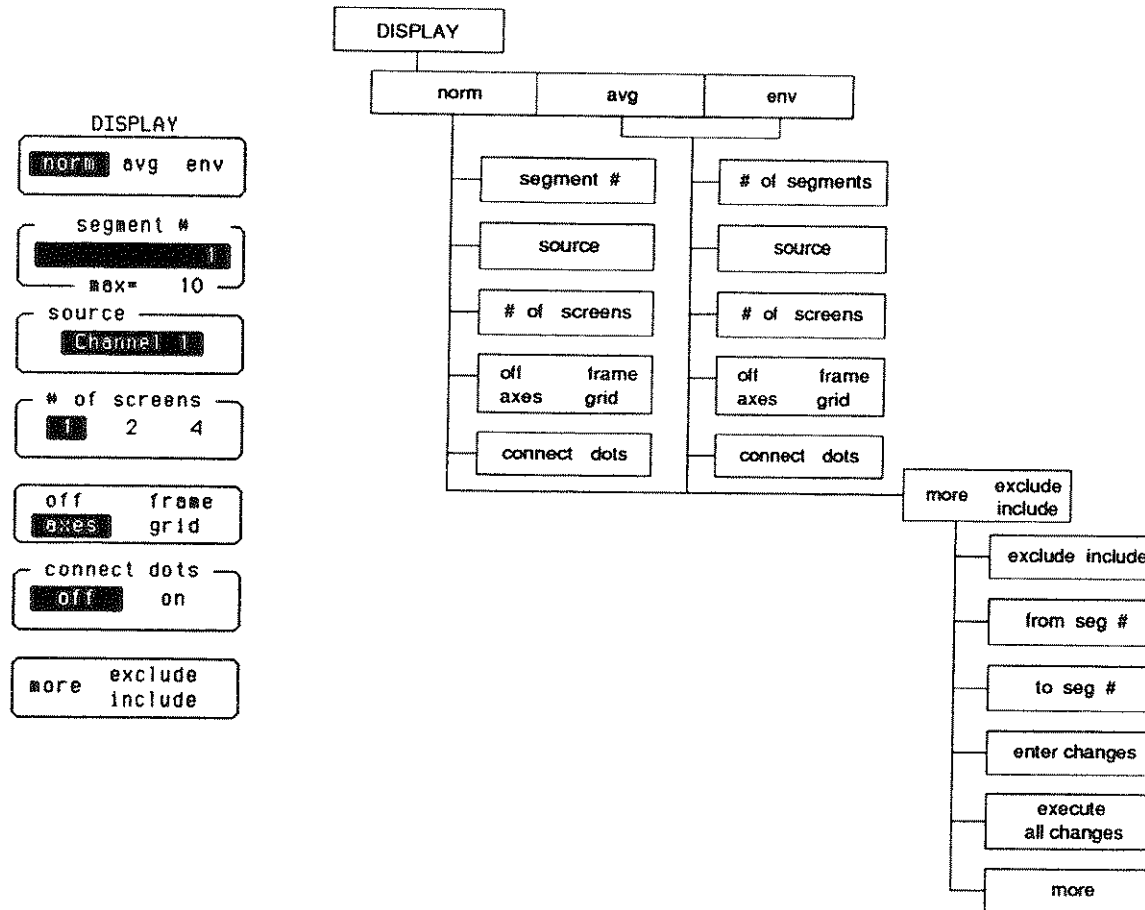 DISPLAY
norm avg env
segment #
1
max= 10
source
Channel 1
# of screens
1 2 4
off frame
axes grid
connect dots
off on
more exclude
include
DISPLAY
norm avg env
segment #
source
# of screens
off frame
axes grid
connect dots
# of segments
source
# of screens
off frame
axes grid
connect dots
more exclude
include
exclude include
from seg #
to seg #
enter changes
execute
all changes
more